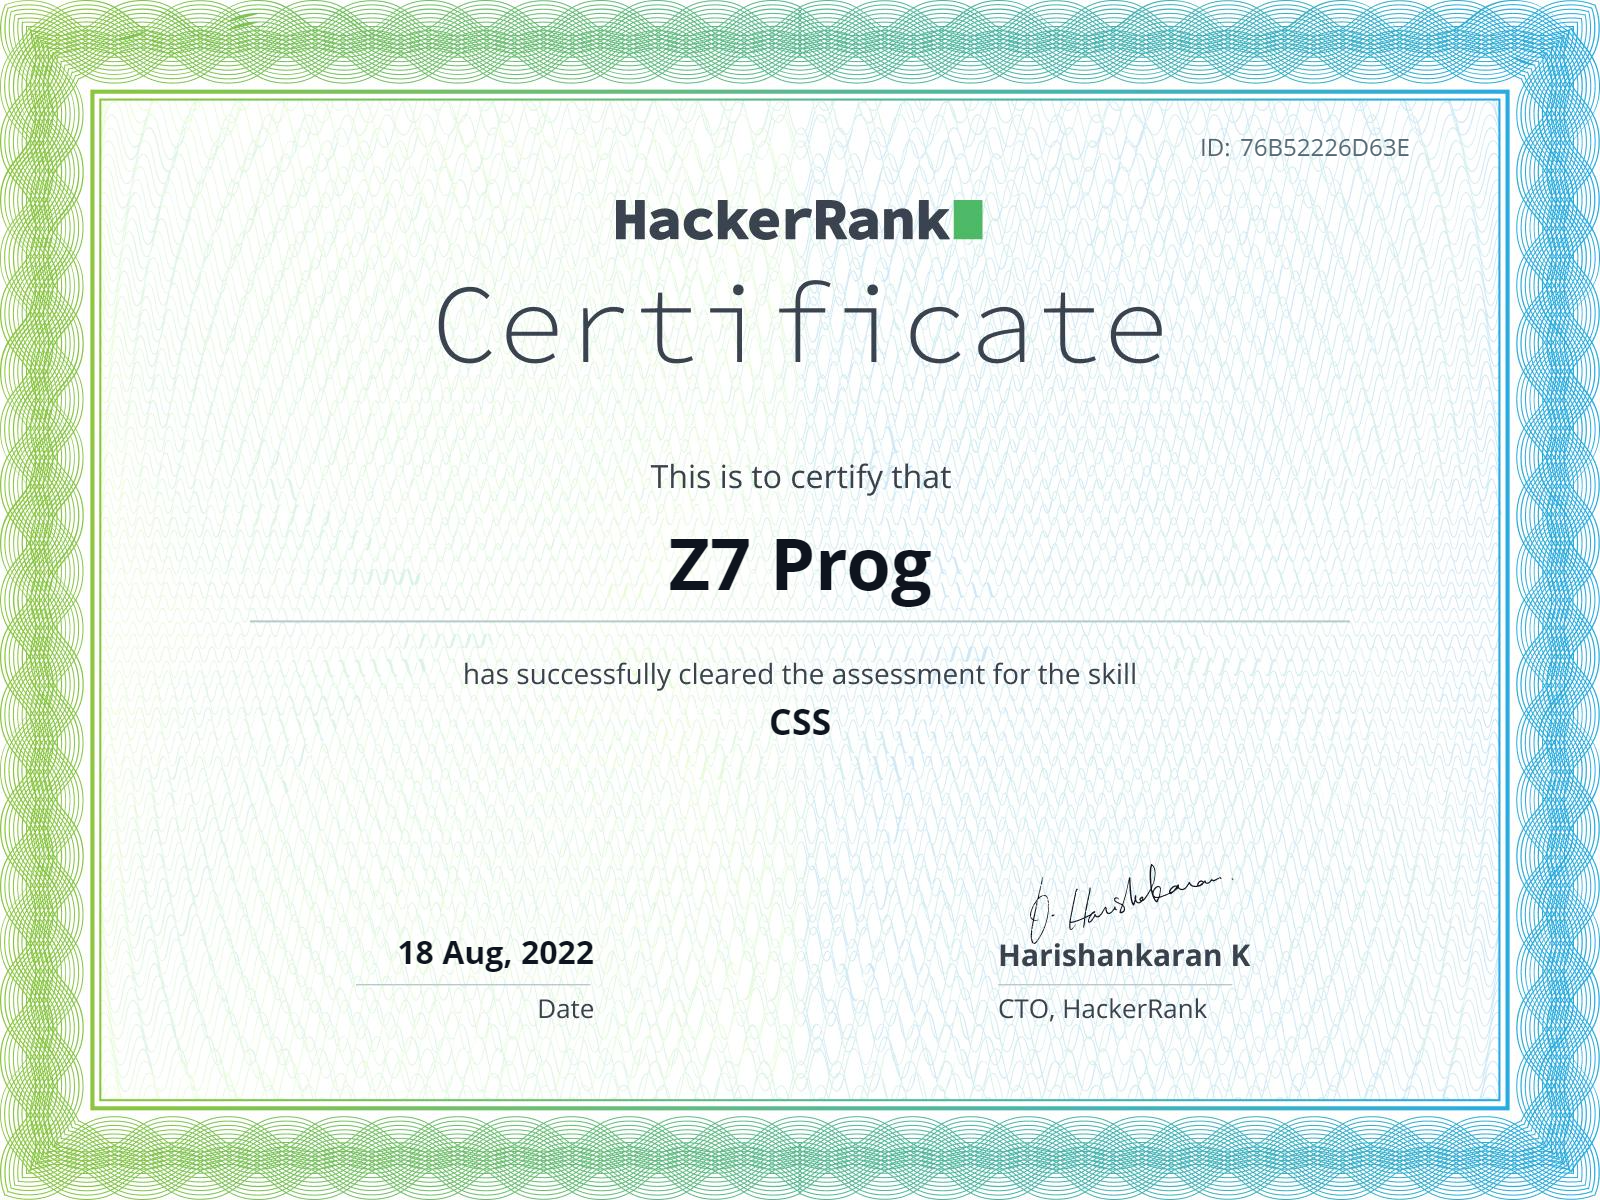 ID: 76B52226D63E
HackerRank
Certificate
This is to certify that
Z7 Prog
has successfully cleared the assessment for the skill
CSS
18 Aug, 2022
Date
J. Harishankaran
Harishankaran K
CTO, HackerRank